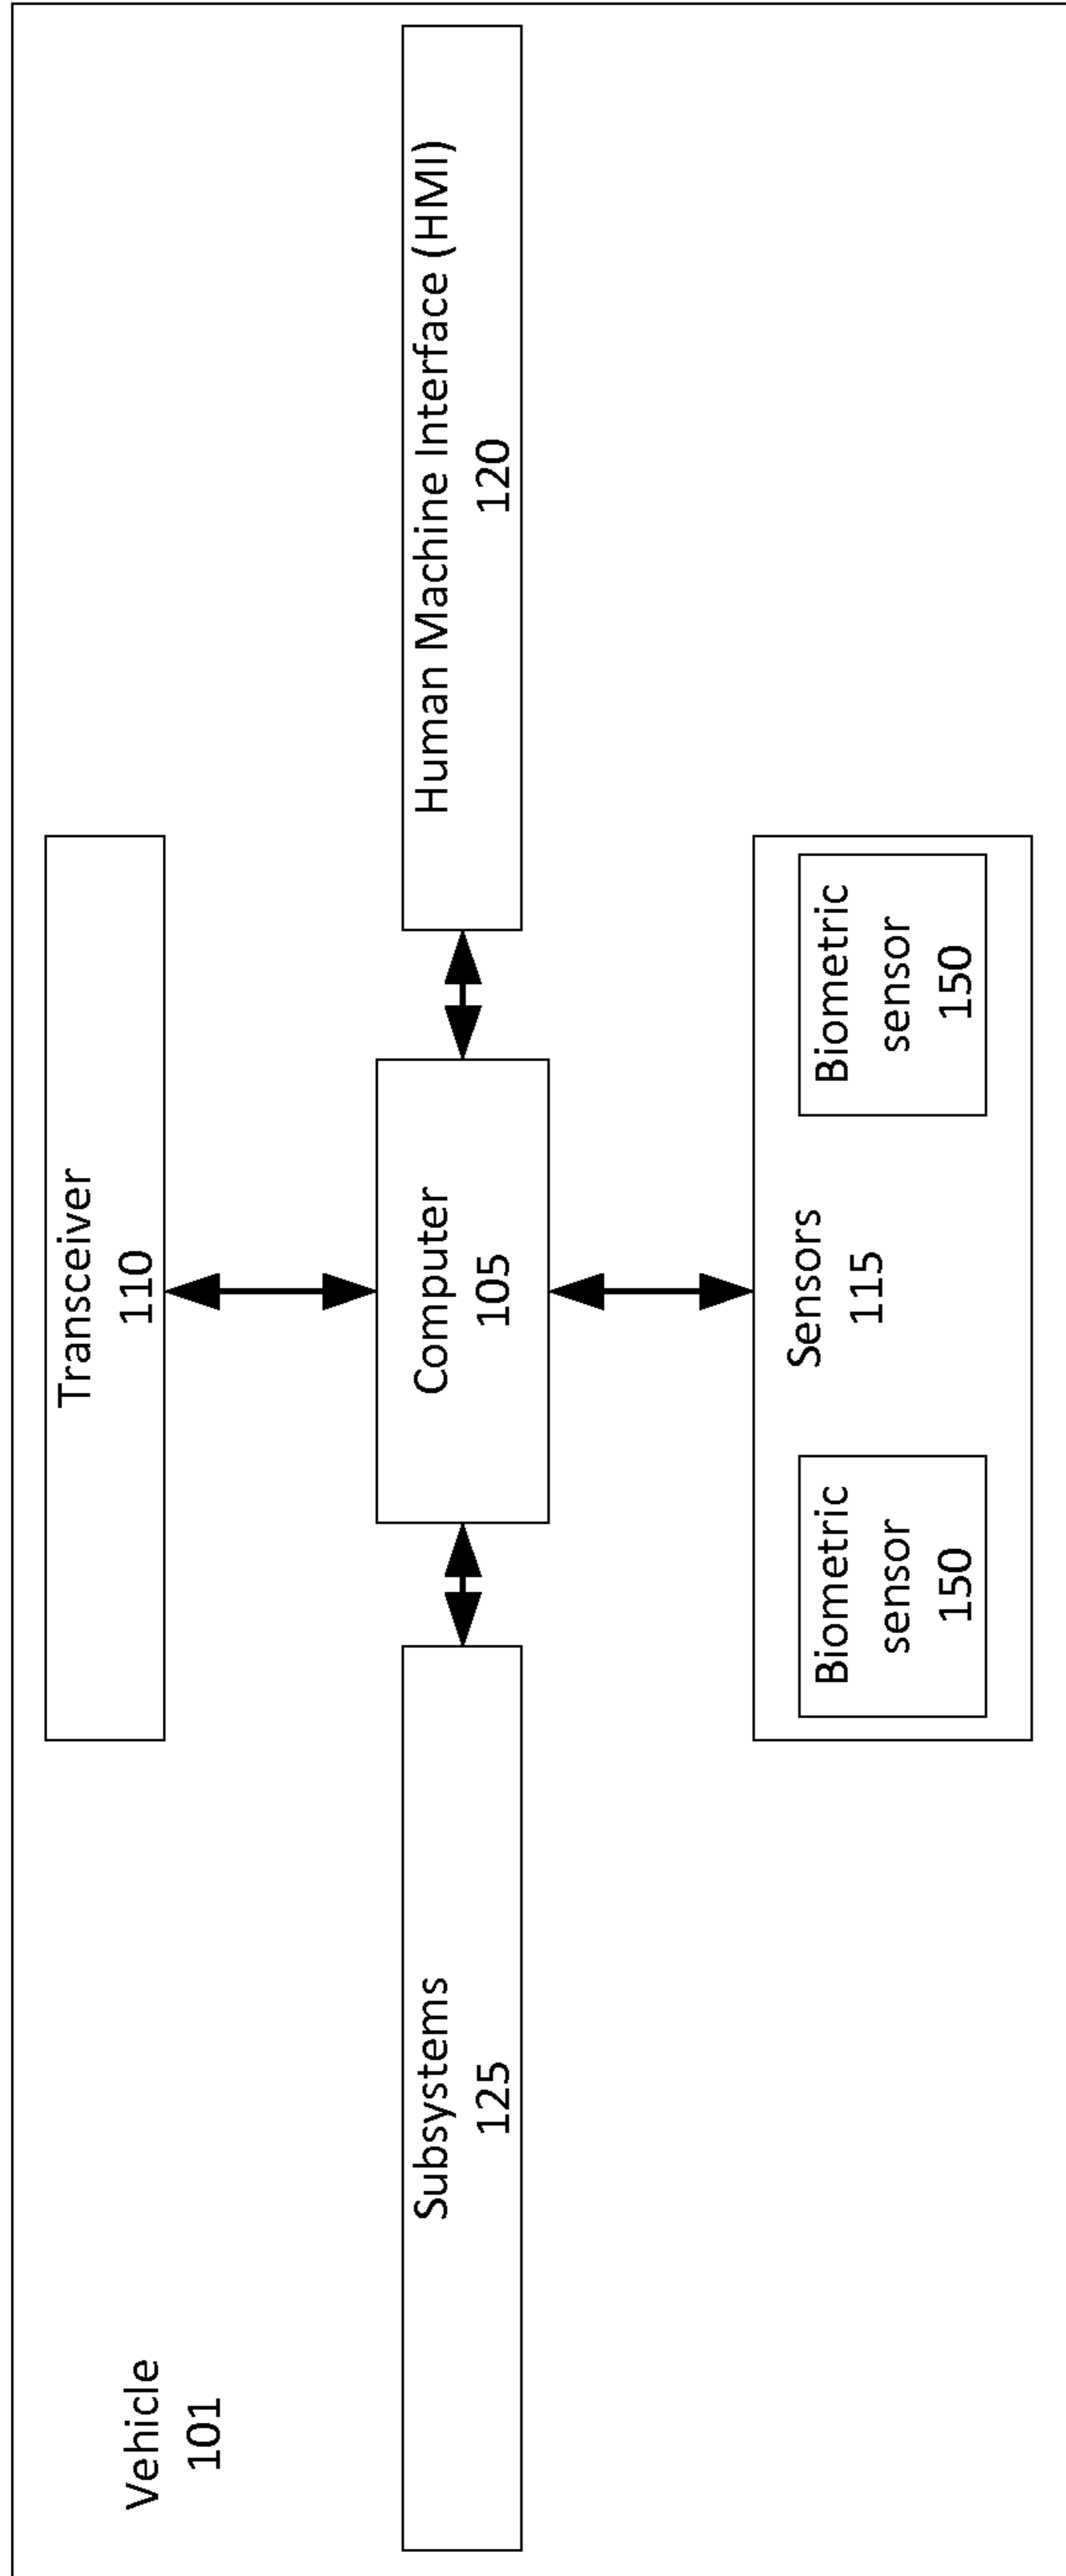 Vehicle
101
Transceiver
110
Subsystems
125
Computer
105
Human Machine Interface (HMI)
120
Sensors
115
Biometric
sensor
150
Biometric
sensor
150